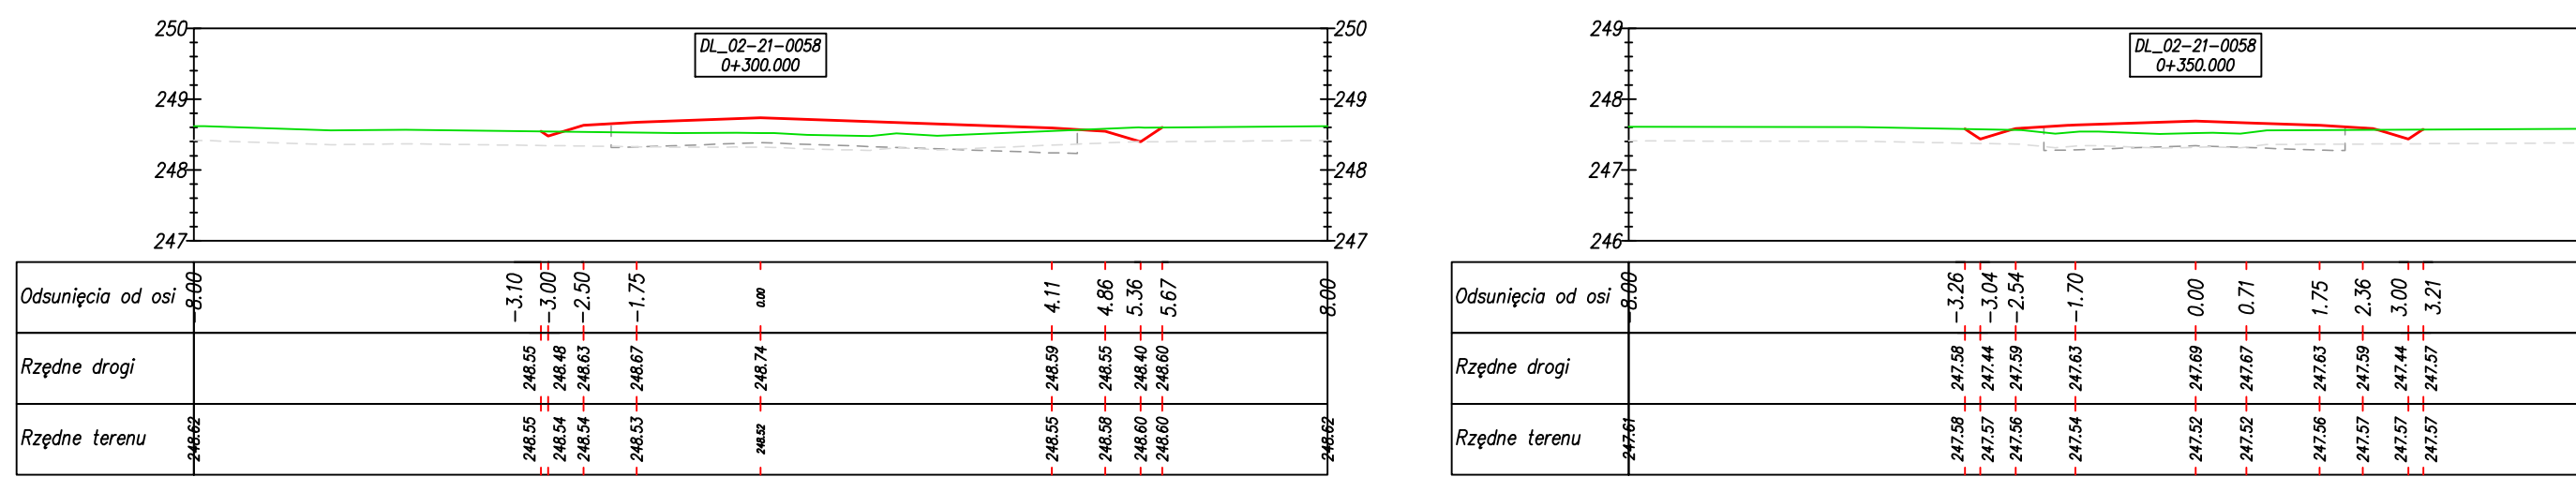 250
249
248
247
DL_02-21-0058
0+300.000
250
249
248
247
Odsunięcia od osi -8.00 -3.10 -3.00 -2.50 -1.75 0.00 4.11 4.86 5.36 5.67 8.00
Rzędne drogi 248.55 248.48 248.63 248.67 248.74 248.59 248.55 248.40 248.60
Rzędne terenu 248.62 248.55 248.54 248.54 248.53 248.52 248.55 248.58 248.60 248.60 248.62
249
248
247
246
DL_02-21-0058
0+350.000
Odsunięcia od osi -8.00 -3.26 -3.04 -2.54 -1.70 0.00 0.71 1.75 2.36 3.00 3.21
Rzędne drogi 247.58 247.44 247.59 247.63 247.69 247.67 247.63 247.59 247.44 247.57
Rzędne terenu 247.61 247.58 247.57 247.56 247.54 247.52 247.52 247.56 247.57 247.57 247.57